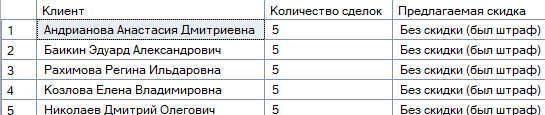 Клиент Количество сделок Предлагаемая скидка
1 Андрианова Анастасия Дмитриевна 5 Без скидки (был штраф)
2 Баикин Эдуард Александрович 5 Без скидки (был штраф)
3 Рахимова Регина Ильдаровна 5 Без скидки (был штраф)
4 Козлова Елена Владимировна 5 Без скидки (был штраф)
5 Николаев Дмитрий Олегович 5 Без скидки (был штраф)